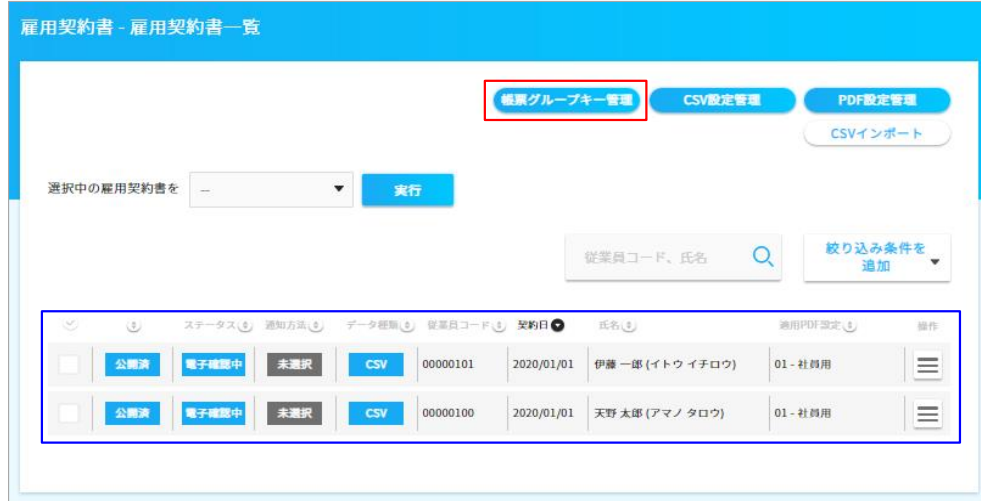 雇用契約書 - 雇用契約書一覧
帳票グループキー管理 CSV設定管理 PDF設定管理
CSVインポート
選択中の雇用契約書を -- 実行
従業員コード、氏名 絞り込み条件を
追加
ステータス 通知方法 データ種類 従業員コード 契約日 氏名 適用PDF設定 操作
公開済 電子確認中 未選択 CSV 00000101 2020/01/01 伊藤 一郎 (イトウ イチロウ) 01 - 社員用
公開済 電子確認中 未選択 CSV 00000100 2020/01/01 天野 太郎 (アマノ タロウ) 01 - 社員用